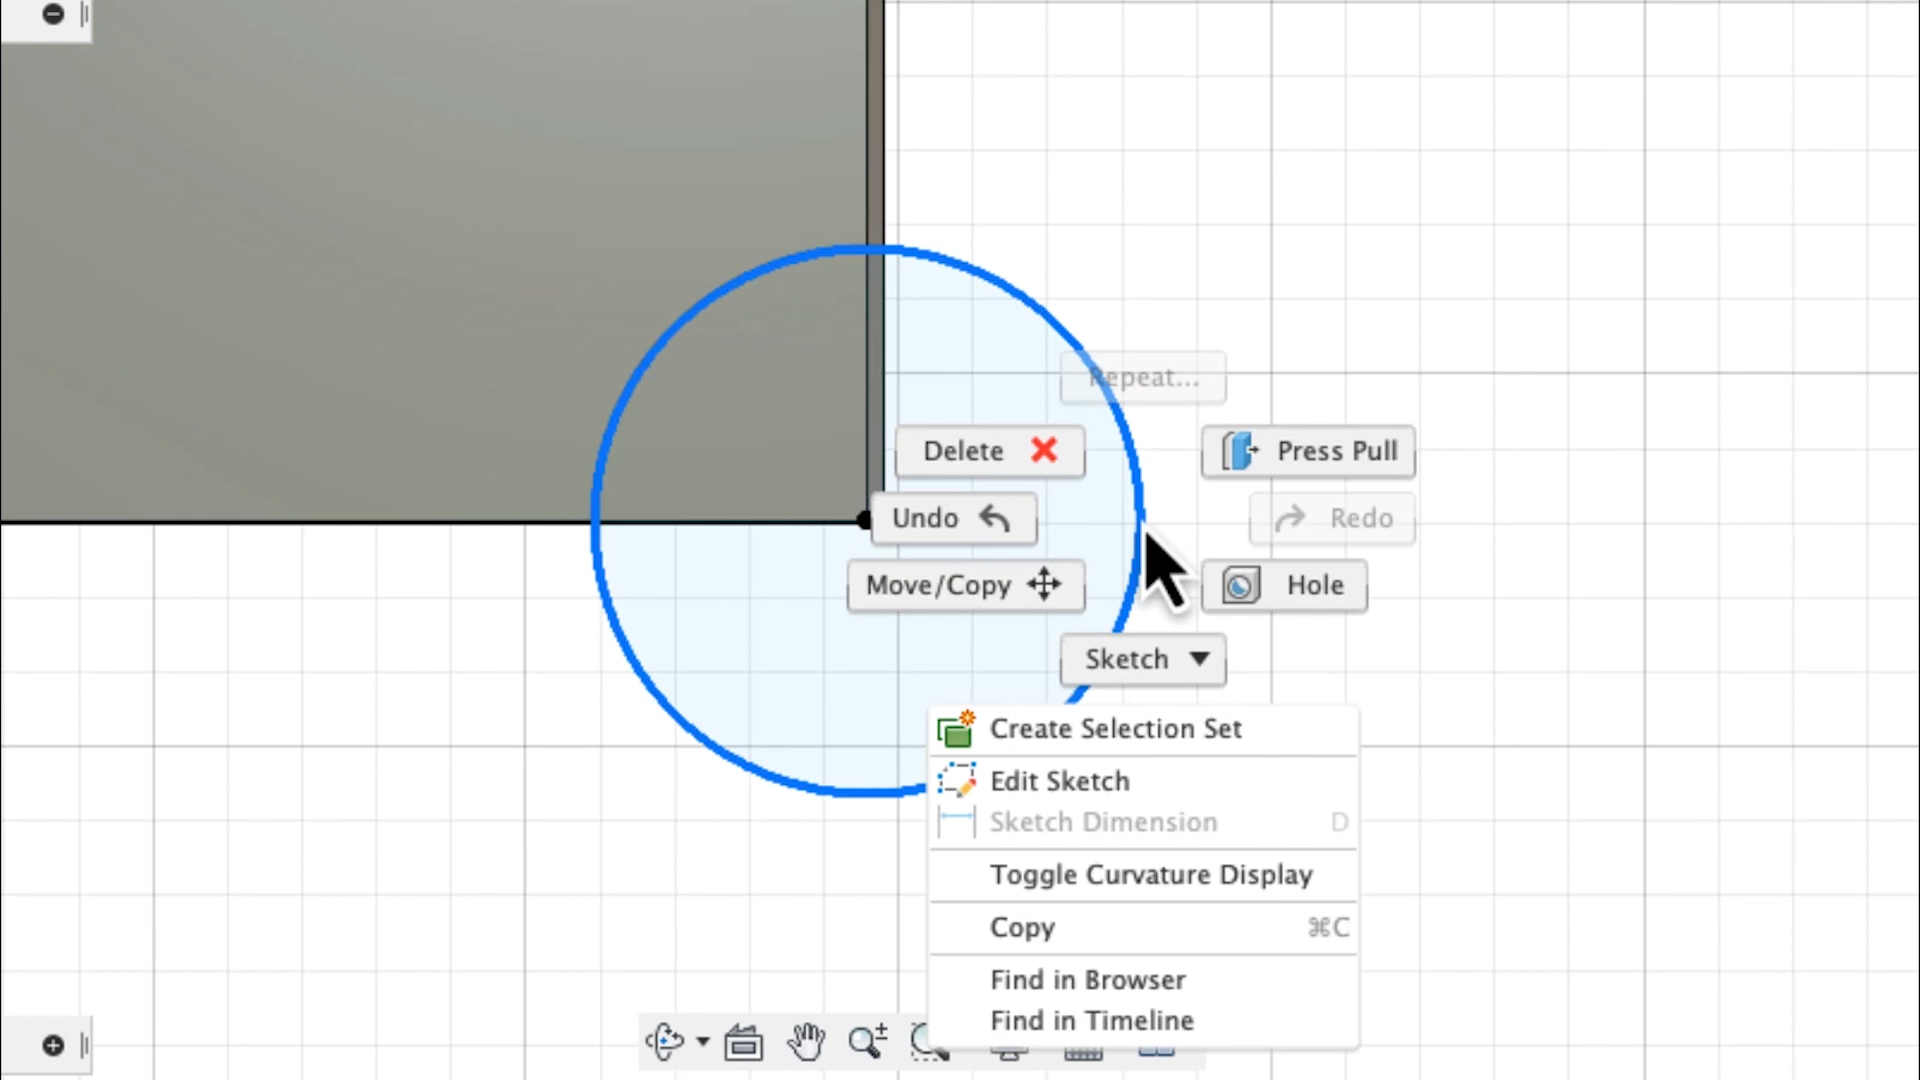 Repeat...
Delete
Press Pull
Undo
Redo
Move/Copy
Hole
Sketch
Create Selection Set
Edit Sketch
Sketch Dimension D
Toggle Curvature Display
Copy ⌘C
Find in Browser
Find in Timeline